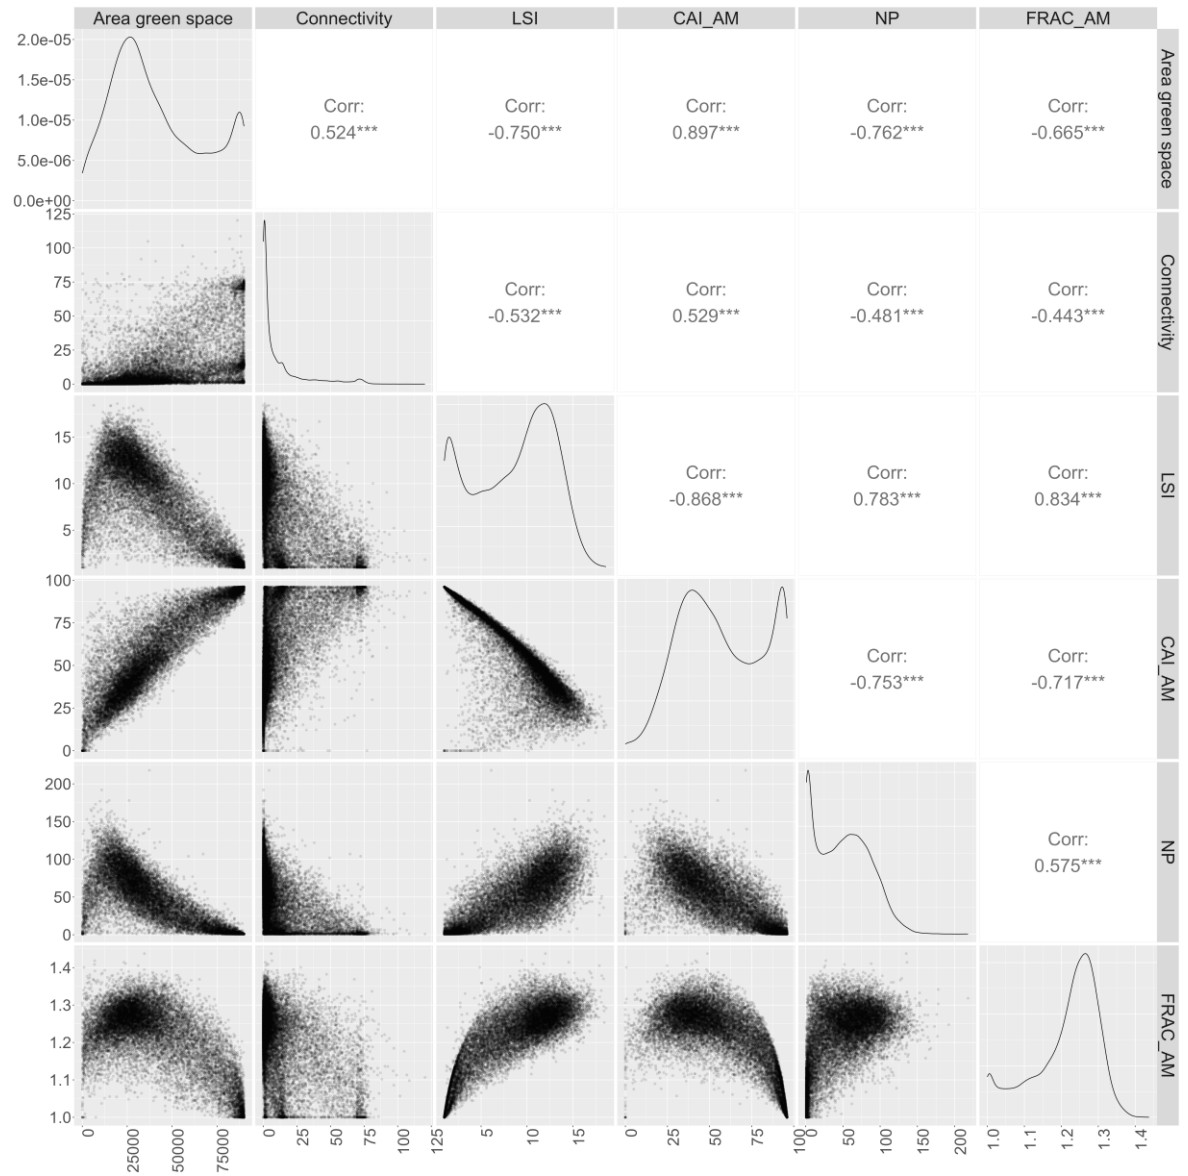 Area green space Connectivity LSI CAI_AM NP FRAC_AM
2.0e-05
1.5e-05
1.0e-05
5.0e-06
0.0e+00
Corr:
0.524***
Corr:
-0.750***
Corr:
0.897***
Corr:
-0.762***
Corr:
-0.665***
Area green space
125
100
75
50
25
0
Corr:
-0.532***
Corr:
0.529***
Corr:
-0.481***
Corr:
-0.443***
Connectivity
15
10
5
Corr:
-0.868***
Corr:
0.783***
Corr:
0.834***
LSI
100
75
50
25
0
Corr:
-0.753***
Corr:
-0.717***
CAI_AM
200
150
100
50
0
Corr:
0.575***
NP
1.4
1.3
1.2
1.1
1.0
FRAC_AM
0 25000 50000 75000
0 25 50 75 100 125
5 10 15
0 25 50 75 100
0 50 100 150 200
1.0 1.1 1.2 1.3 1.4